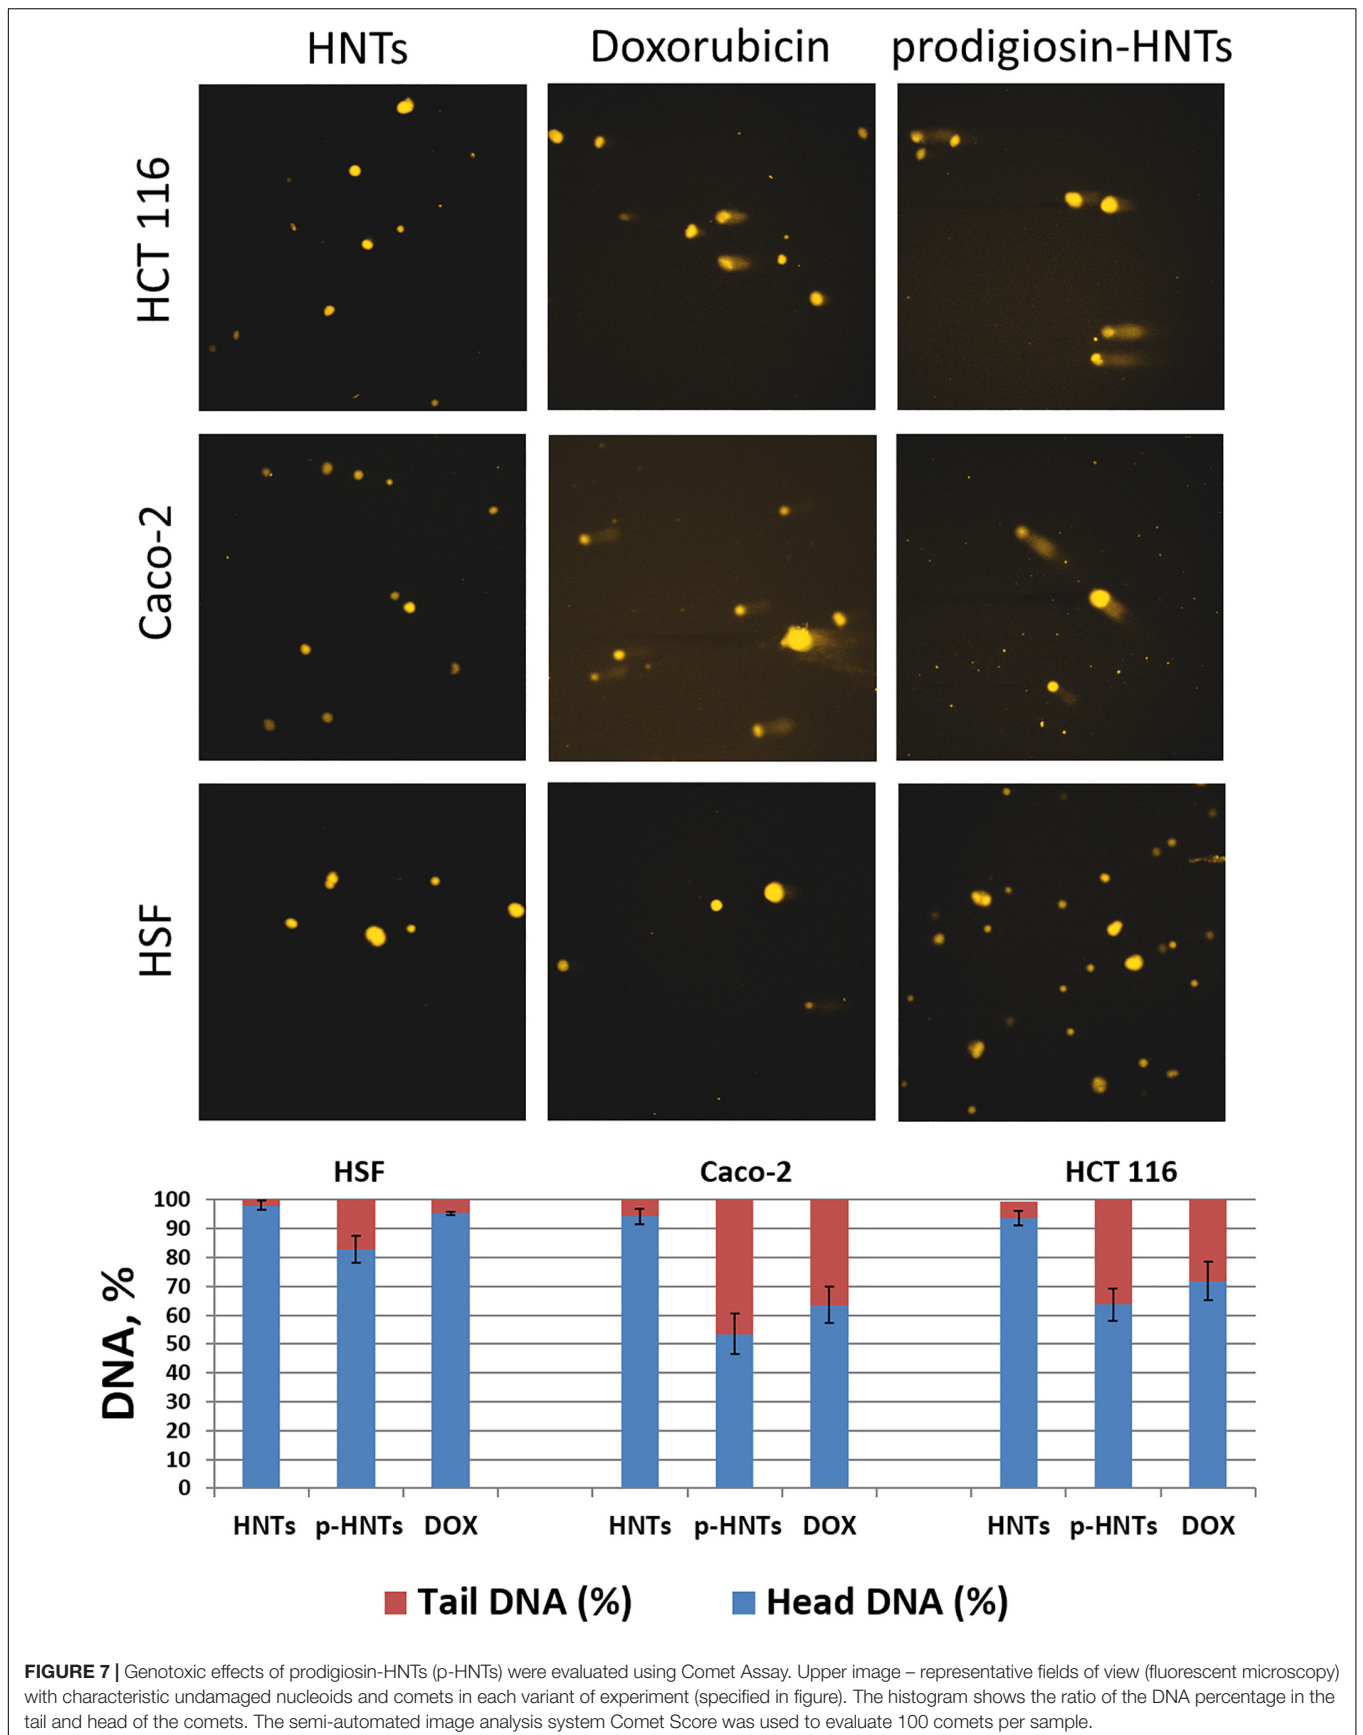 HNTs Doxorubicin prodigiosin-HNTs
HCT 116
Caco-2
HSF
HSF Caco-2 HCT 116
DNA, %
100
90
80
70
60
50
40
30
20
10
0
HNTs p-HNTs DOX HNTs p-HNTs DOX HNTs p-HNTs DOX
Tail DNA (%) Head DNA (%)
FIGURE 7 | Genotoxic effects of prodigiosin-HNTs (p-HNTs) were evaluated using Comet Assay. Upper image – representative fields of view (fluorescent microscopy)
with characteristic undamaged nucleoids and comets in each variant of experiment (specified in figure). The histogram shows the ratio of the DNA percentage in the
tail and head of the comets. The semi-automated image analysis system Comet Score was used to evaluate 100 comets per sample.